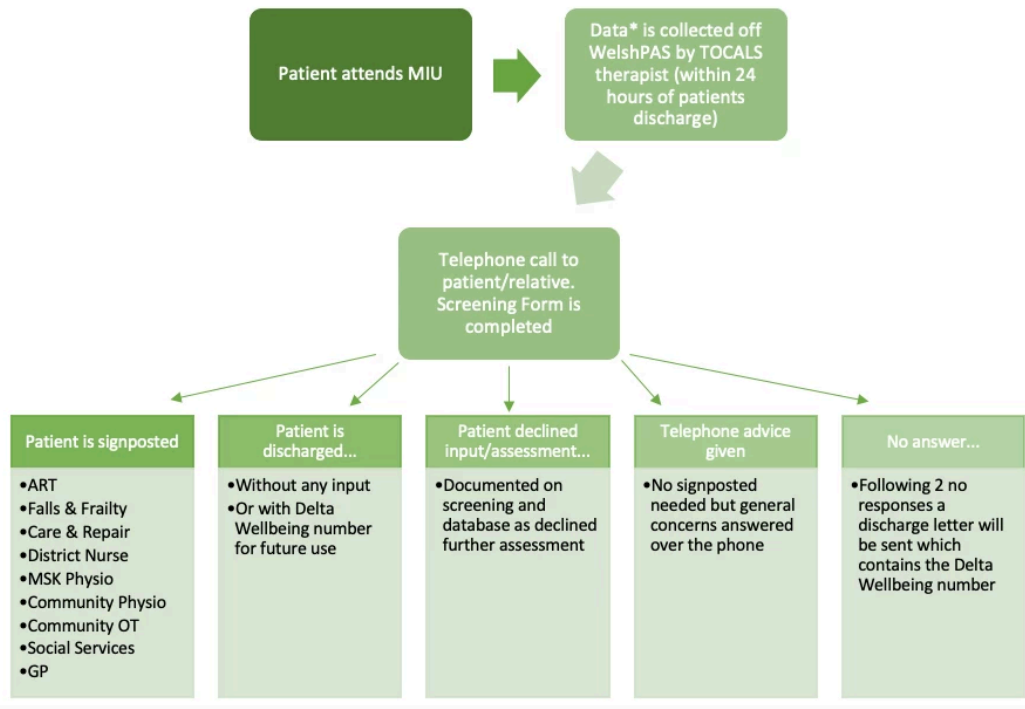 Patient attends MIU
Data* is collected off
WelshPAS by TOCALS
therapist (within 24
hours of patients
discharge)
Telephone call to
patient/relative.
Screening Form is
completed
Patient is signposted
•ART
•Falls & Frailty
•Care & Repair
•District Nurse
•MSK Physio
•Community Physio
•Community OT
•Social Services
•GP
Patient is
discharged...
•Without any input
•Or with Delta
Wellbeing number
for future use
Patient declined
input/assessment...
•Documented on
screening and
database as declined
further assessment
Telephone advice
given
•No signposted
needed but general
concerns answered
over the phone
No answer...
•Following 2 no
responses a
discharge letter will
be sent which
contains the Delta
Wellbeing number